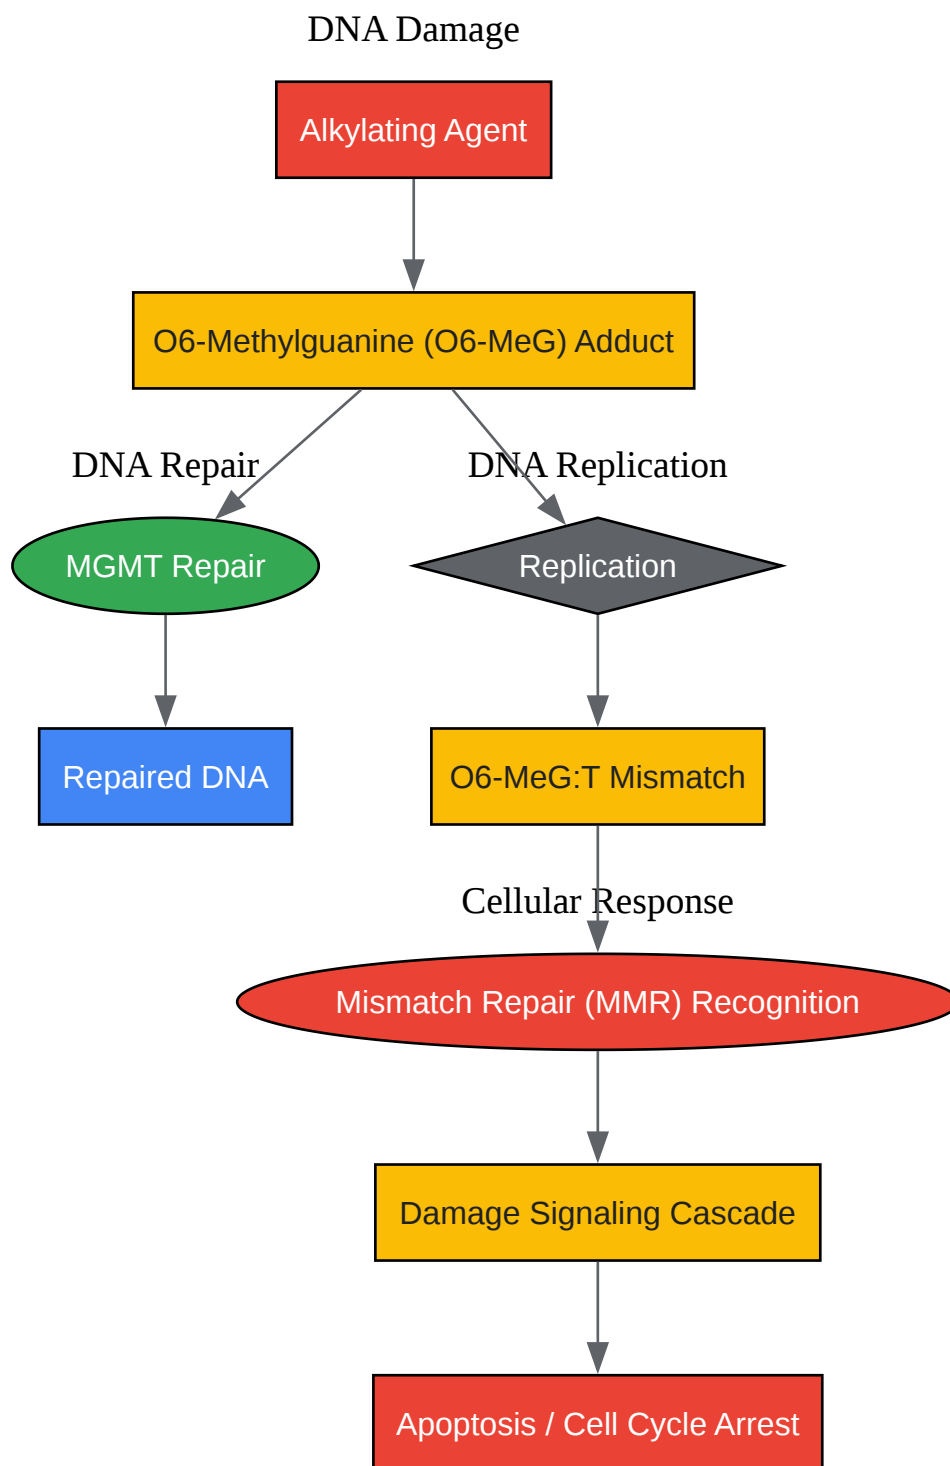 DNA Damage
Alkylating Agent
O6-Methylguanine (O6-MeG) Adduct
DNA Repair
DNA Replication
MGMT Repair
Replication
Repaired DNA
O6-MeG:T Mismatch
Cellular Response
Mismatch Repair (MMR) Recognition
Damage Signaling Cascade
Apoptosis / Cell Cycle Arrest